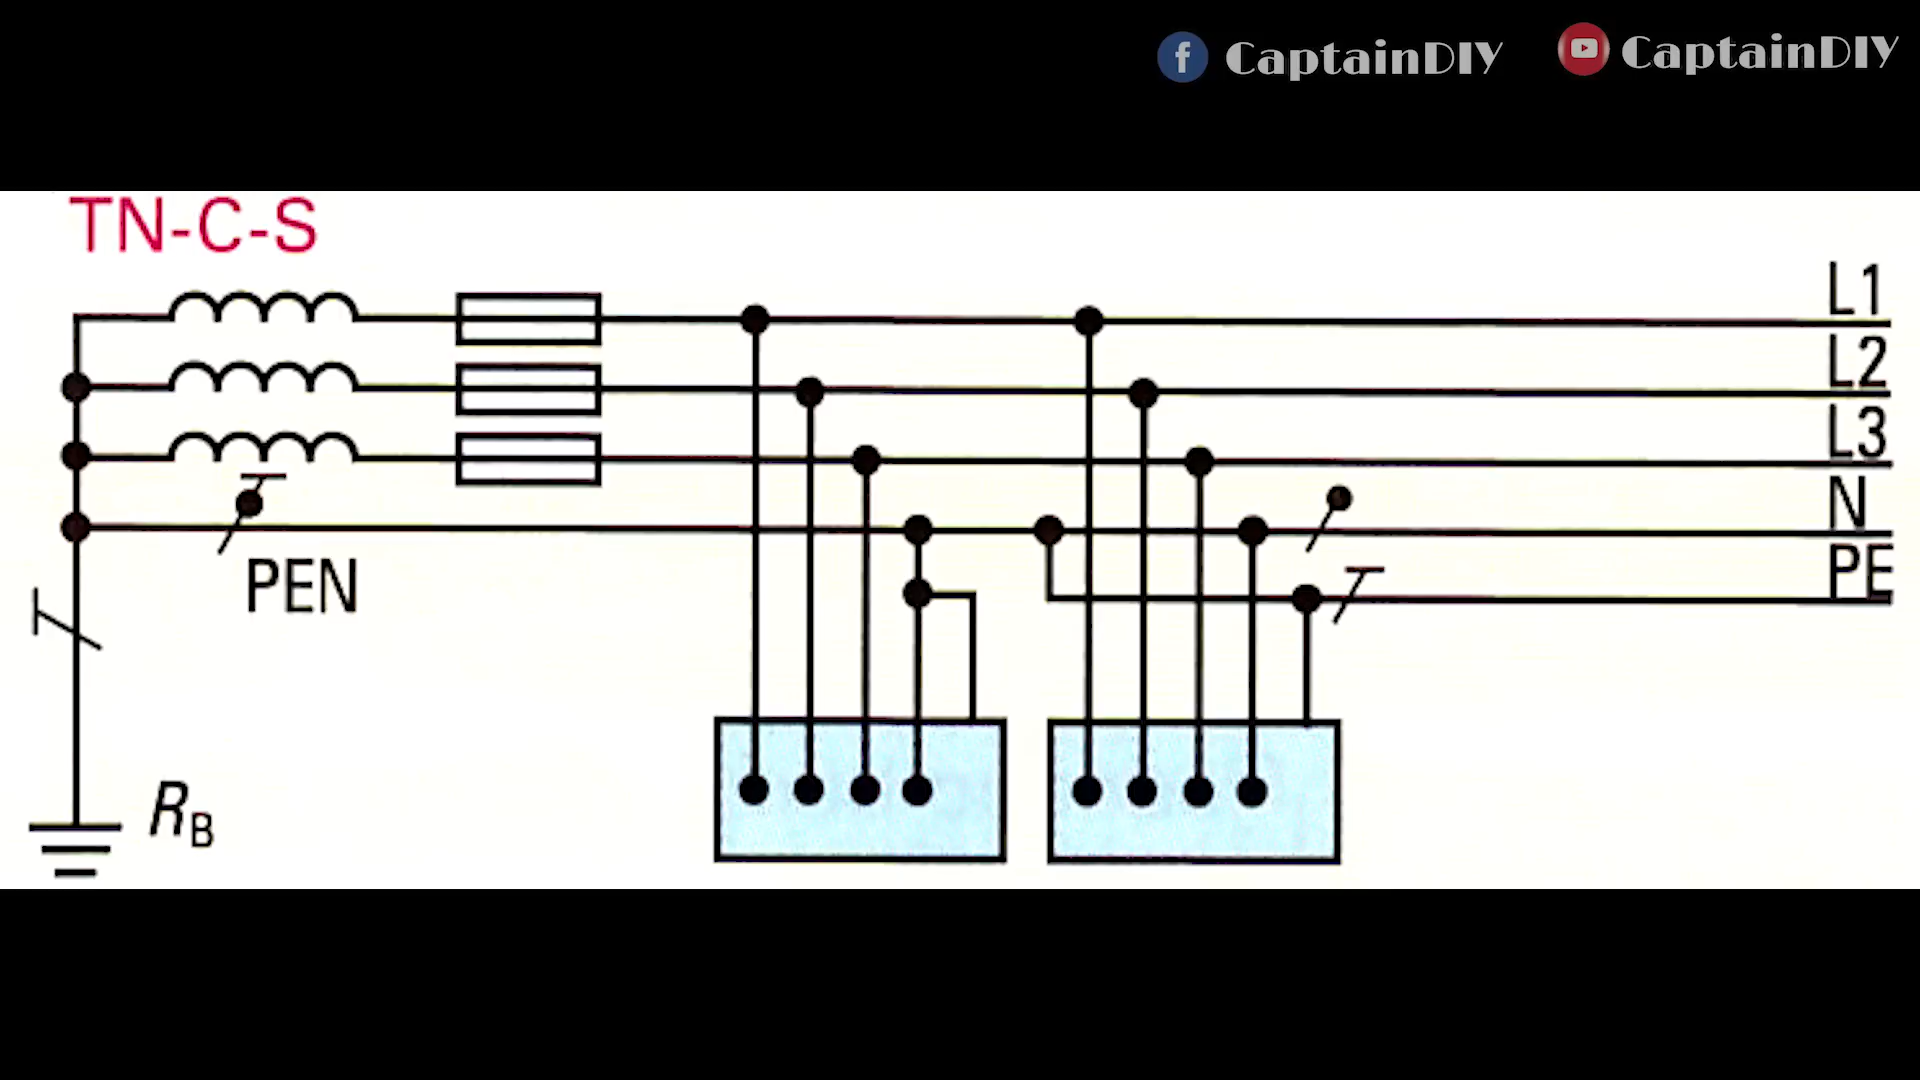 CaptainDIY CaptainDIY
TN-C-S
L1
L2
L3
N
PE
PEN
RB